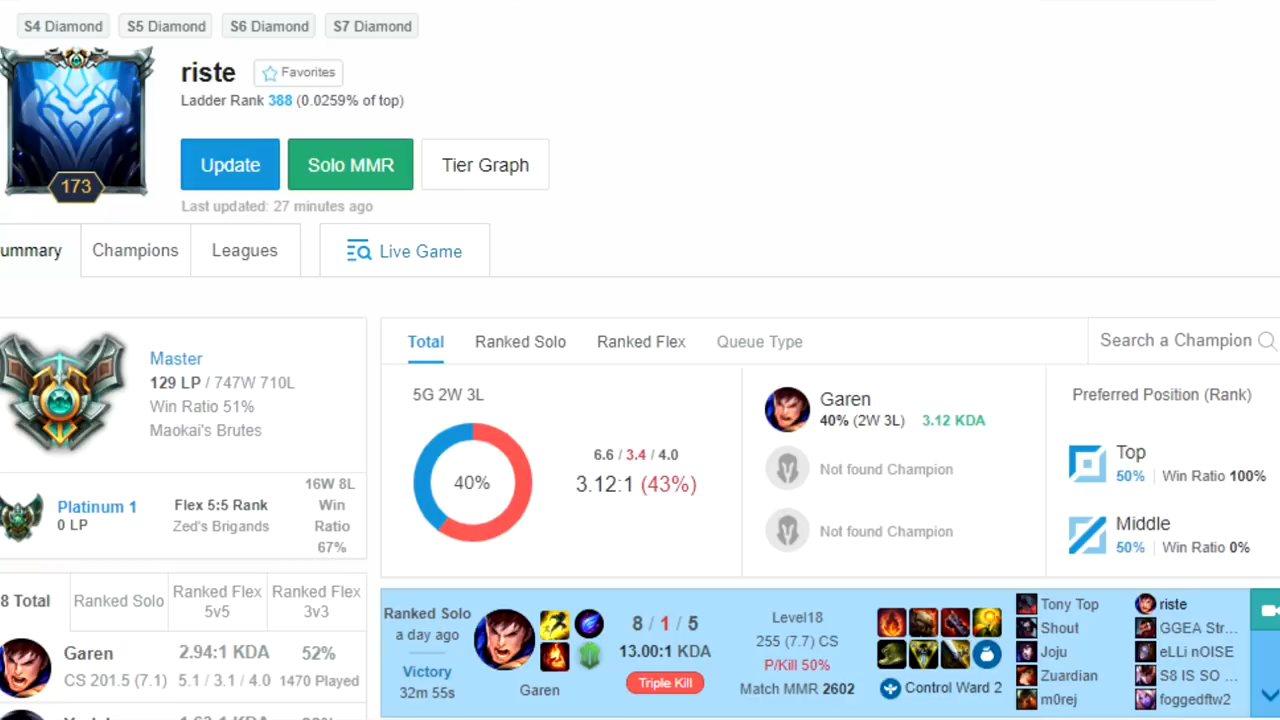 S4 Diamond S5 Diamond S6 Diamond S7 Diamond
riste Favorites
Ladder Rank 388 (0.0259% of top)
Update Solo MMR Tier Graph
173
Last updated: 27 minutes ago
ummary Champions Leagues Live Game
Master
129 LP / 747W 710L
Win Ratio 51%
Maokai's Brutes
Platinum 1
0 LP
Flex 5:5 Rank
Zed's Brigands
16W 8L
Win
Ratio
67%
8 Total Ranked Solo Ranked Flex 5v5 Ranked Flex 3v3
Garen 2.94:1 KDA 52%
CS 201.5 (7.1) 5.1 / 3.1 / 4.0 1470 Played
Total Ranked Solo Ranked Flex Queue Type Search a Champion
5G 2W 3L
40%
6.6 / 3.4 / 4.0
3.12:1 (43%)
Garen
40% (2W 3L) 3.12 KDA
Not found Champion
Not found Champion
Preferred Position (Rank)
Top
50% Win Ratio 100%
Middle
50% Win Ratio 0%
Ranked Solo
a day ago
Victory
32m 55s
Garen
8 / 1 / 5
13.00:1 KDA
Triple Kill
Level18
255 (7.7) CS
P/Kill 50%
Match MMR 2602
Control Ward 2
Tony Top
Shout
Joju
Zuardian
m0rej
riste
GGEA Str...
eLLi nOISE
S8 IS SO ...
foggedftw2